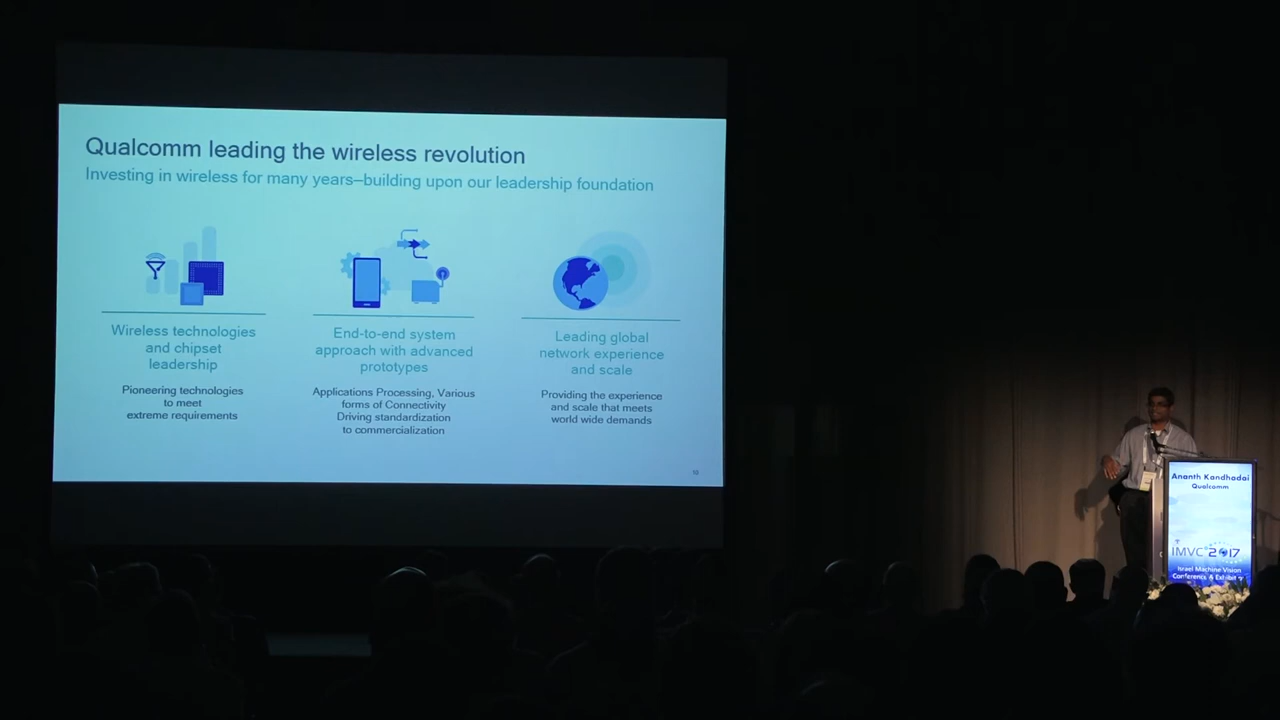 Qualcomm leading the wireless revolution
Investing in wireless for many years—building upon our leadership foundation
Wireless technologies
and chipset
leadership
Pioneering technologies
to meet
extreme requirements
End-to-end system
approach with advanced
prototypes
Applications Processing, Various
forms of Connectivity
Driving standardization
to commercialization
Leading global
network experience
and scale
Providing the experience
and scale that meets
world wide demands
10
Ananth Kandhadai
Qualcomm
IMVC 2017
Israel Machine Vision
Conference & Exhibit